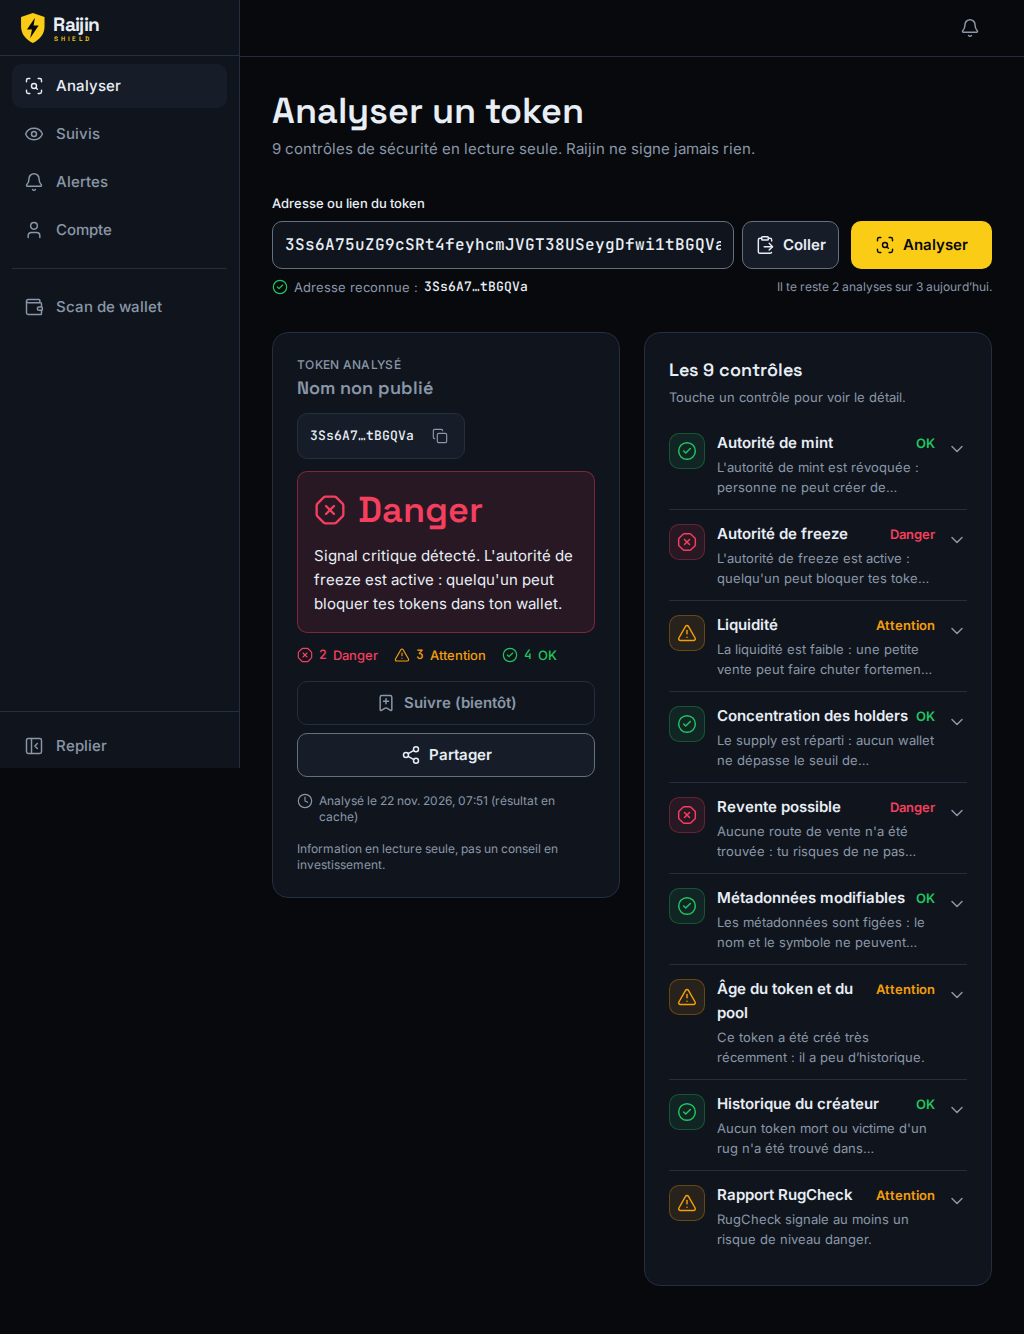 Raijin
SHIELD
Analyser
Suivis
Alertes
Compte
Scan de wallet
Replier
Analyser un token
9 contrôles de sécurité en lecture seule. Raijin ne signe jamais rien.
Adresse ou lien du token
3Ss6A75uZG9cSRt4feyhcmJVGT38USeygDfwi1tBGQVa
Coller
Analyser
Adresse reconnue : 3Ss6A7…tBGQVa
Il te reste 2 analyses sur 3 aujourd’hui.
TOKEN ANALYSÉ
Nom non publié
3Ss6A7…tBGQVa
Danger
Signal critique détecté. L'autorité de
freeze est active : quelqu'un peut
bloquer tes tokens dans ton wallet.
2 Danger
3 Attention
4 OK
Suivre (bientôt)
Partager
Analysé le 22 nov. 2026, 07:51 (résultat en
cache)
Information en lecture seule, pas un conseil en
investissement.
Les 9 contrôles
Touche un contrôle pour voir le détail.
Autorité de mint OK
L'autorité de mint est révoquée :
personne ne peut créer de…
Autorité de freeze Danger
L'autorité de freeze est active :
quelqu'un peut bloquer tes toke…
Liquidité Attention
La liquidité est faible : une petite
vente peut faire chuter fortemen…
Concentration des holders OK
Le supply est réparti : aucun wallet
ne dépasse le seuil de…
Revente possible Danger
Aucune route de vente n'a été
trouvée : tu risques de ne pas…
Métadonnées modifiables OK
Les métadonnées sont figées : le
nom et le symbole ne peuvent…
Âge du token et du Attention
pool
Ce token a été créé très
récemment : il a peu d’historique.
Historique du créateur OK
Aucun token mort ou victime d'un
rug n'a été trouvé dans…
Rapport RugCheck Attention
RugCheck signale au moins un
risque de niveau danger.